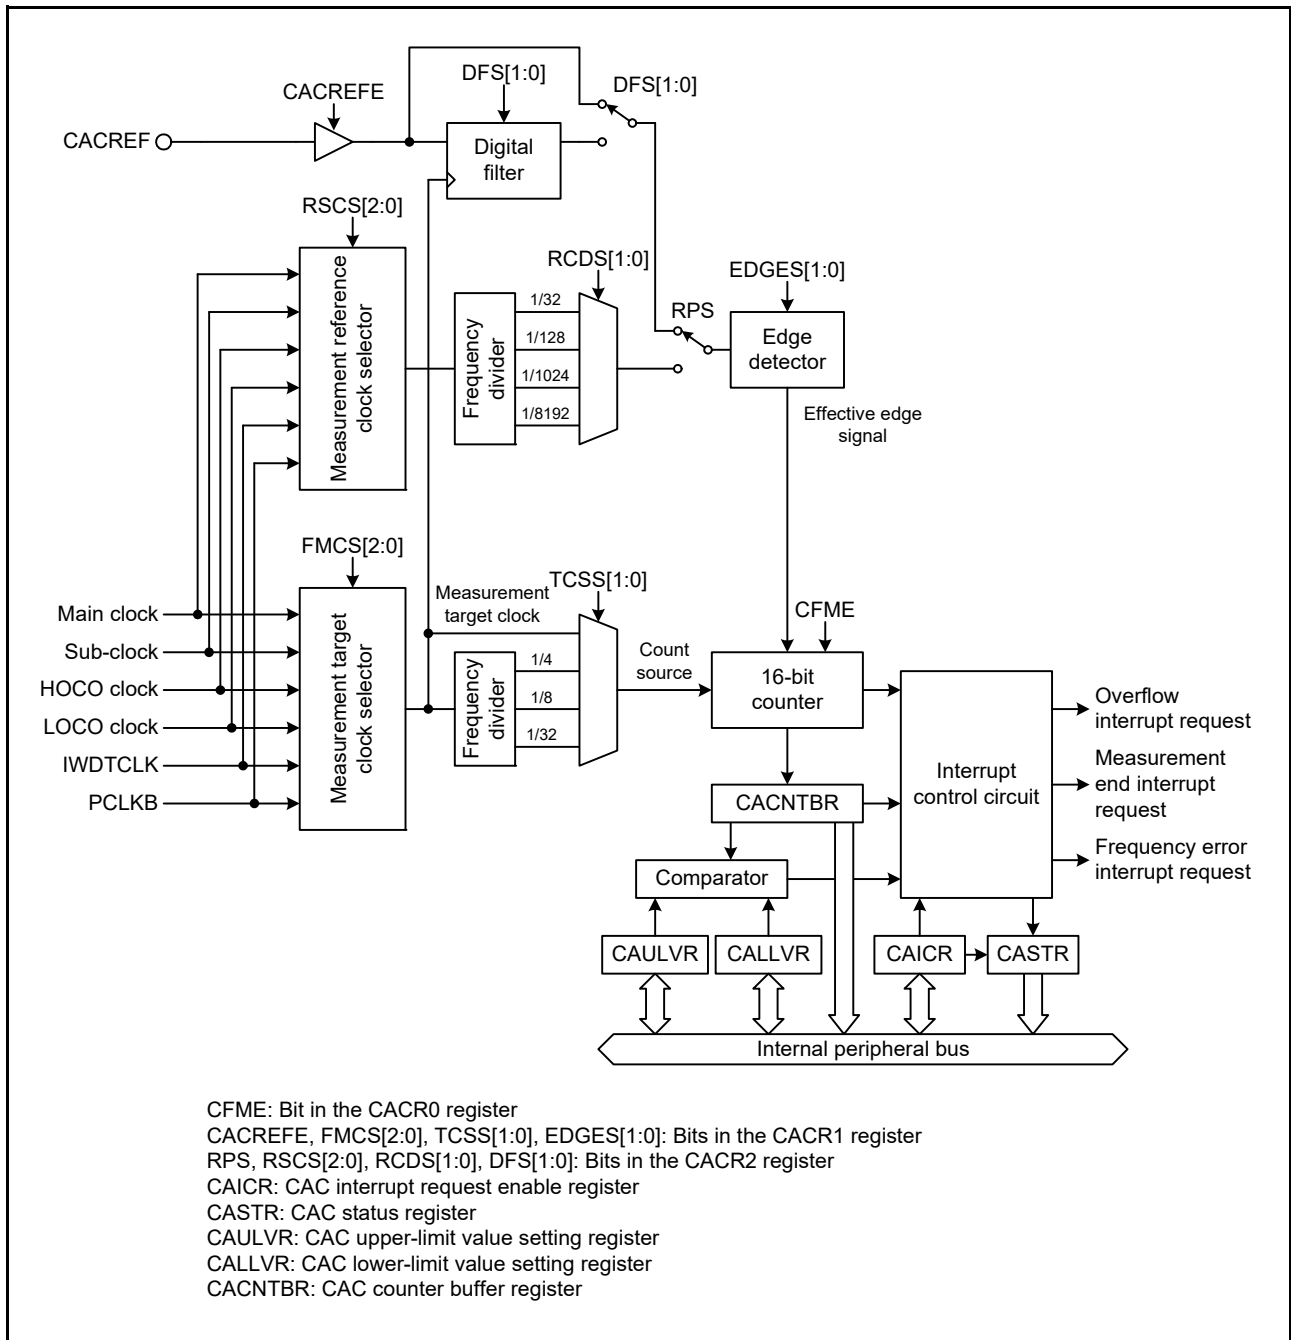 DFS[1:0]
DFS[1:0]
CACREFE
CACREF
Digital
filter
RSCS[2:0]
Measurement reference
clock selector
RCDS[1:0]
Frequency
divider
1/32
1/128
1/1024
1/8192
RPS
EDGES[1:0]
Edge
detector
Effective edge
signal
FMCS[2:0]
Measurement target
clock selector
Main clock
Sub-clock
HOCO clock
LOCO clock
IWDTCLK
PCLKB
Measurement
target clock
TCSS[1:0]
Frequency
divider
1/4
1/8
1/32
Count
source
CFME
16-bit
counter
CACNTBR
Comparator
CAULVR
CALLVR
Interrupt
control circuit
CAICR
CASTR
Overflow
interrupt request
Measurement
end interrupt
request
Frequency error
interrupt request
Internal peripheral bus
CFME: Bit in the CACR0 register
CACREFE, FMCS[2:0], TCSS[1:0], EDGES[1:0]: Bits in the CACR1 register
RPS, RSCS[2:0], RCDS[1:0], DFS[1:0]: Bits in the CACR2 register
CAICR: CAC interrupt request enable register
CASTR: CAC status register
CAULVR: CAC upper-limit value setting register
CALLVR: CAC lower-limit value setting register
CACNTBR: CAC counter buffer register